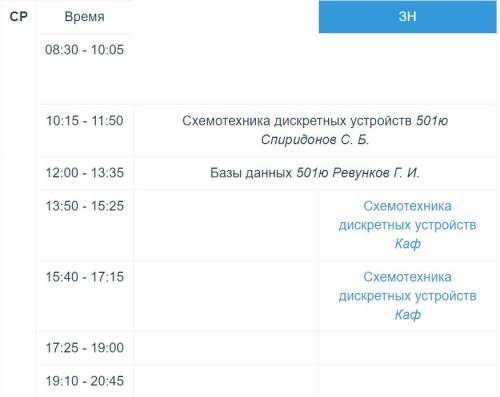 СР Время ЗН
08:30 - 10:05
10:15 - 11:50 Схемотехника дискретных устройств 501ю
Спиридонов С. Б.
12:00 - 13:35 Базы данных 501ю Ревунков Г. И.
13:50 - 15:25 Схемотехника
дискретных устройств
Каф
15:40 - 17:15 Схемотехника
дискретных устройств
Каф
17:25 - 19:00
19:10 - 20:45